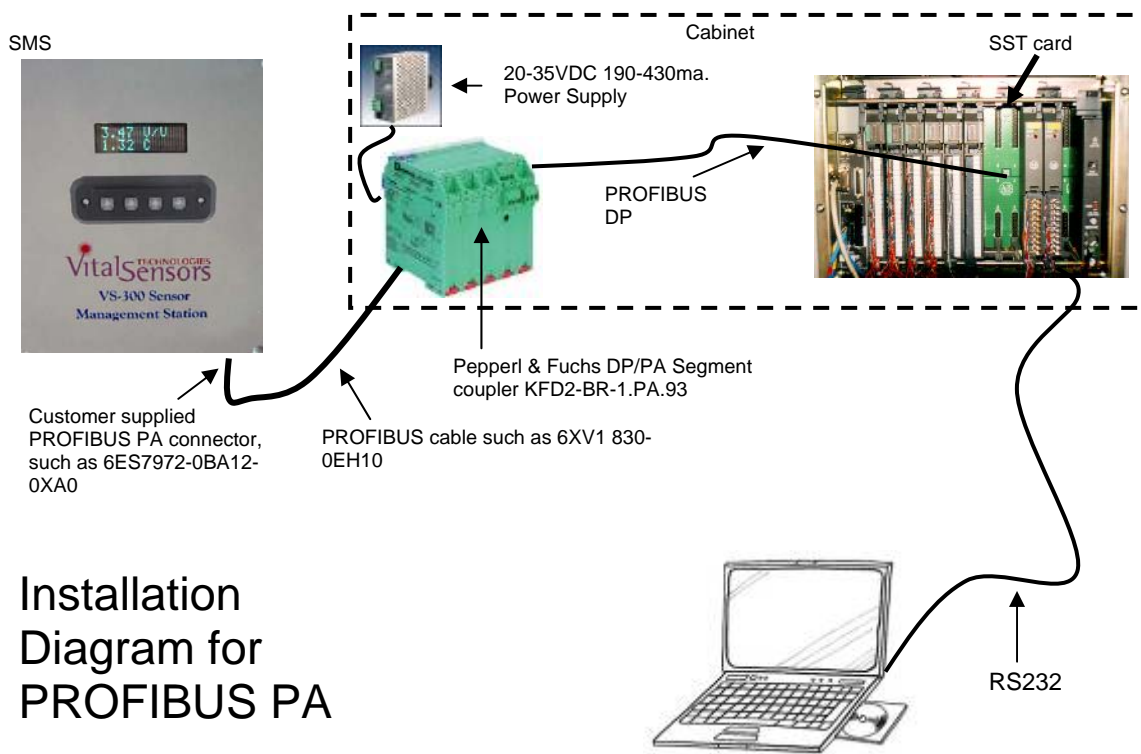 SMS
Cabinet
SST card
20-35VDC 190-430ma.
Power Supply
3.47 V/V
1.32 C
PROFIBUS
DP
TECHNOLOGIES
VitalSensors
VS-300 Sensor
Management Station
Pepperl & Fuchs DP/PA Segment
coupler KFD2-BR-1.PA.93
Customer supplied
PROFIBUS PA connector,
such as 6ES7972-0BA12-
0XA0
PROFIBUS cable such as 6XV1 830-
0EH10
Installation
Diagram for
PROFIBUS PA
RS232